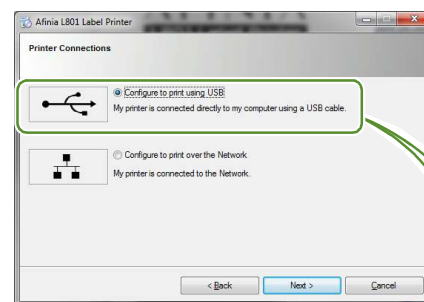 Afinia L801 Label Printer
Printer Connections
Configure to print using USB
My printer is connected directly to my computer using a USB cable.
Configure to print over the Network
My printer is connected to the Network.
< Back Next > Cancel